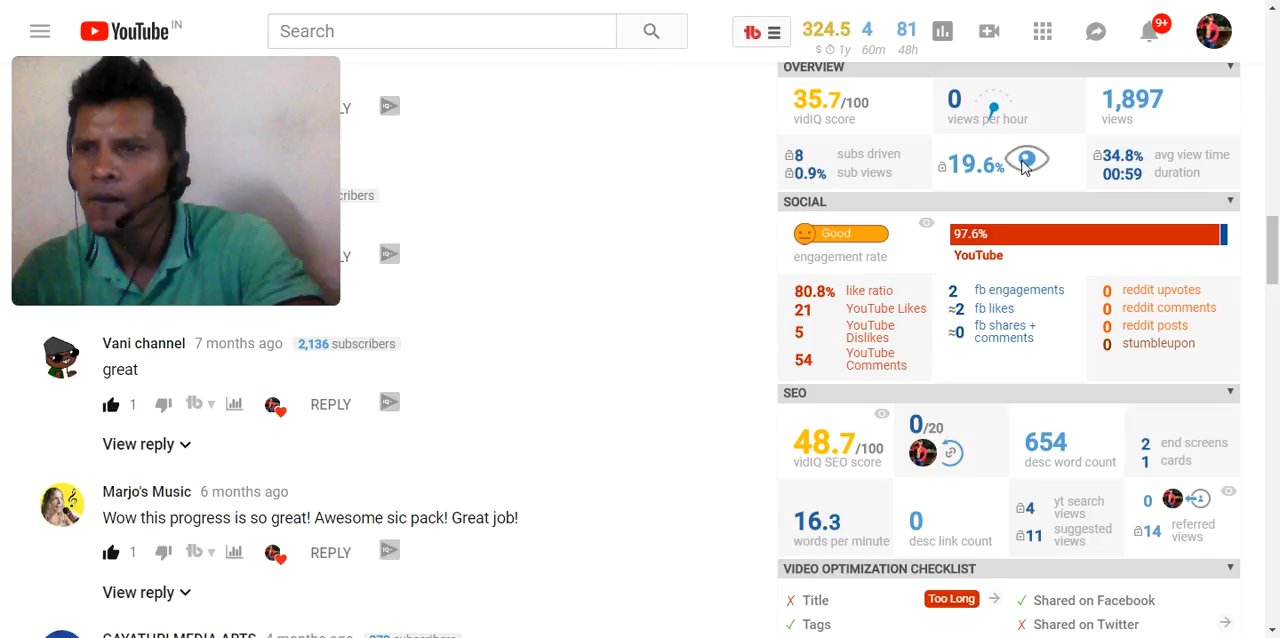 YouTube IN
Search
tb
324.5 4 81
$ 1y 60m 48h
9+
OVERVIEW
35.7/100
vidIQ score
0
views per hour
1,897
views
8 subs driven
0.9% sub views
19.6%
34.8% avg view time
00:59 duration
SOCIAL
Good
engagement rate
97.6%
YouTube
80.8% like ratio
21 YouTube Likes
5 YouTube
Dislikes
54 YouTube
Comments
2 fb engagements
≈2 fb likes
≈0 fb shares +
comments
0 reddit upvotes
0 reddit comments
0 reddit posts
0 stumbleupon
SEO
48.7/100
vidIQ SEO score
0/20
654
desc word count
2 end screens
1 cards
16.3
words per minute
0
desc link count
4 yt search
views
11 suggested
views
0
14 referred
views
VIDEO OPTIMIZATION CHECKLIST
✗ Title Too Long →
✓ Shared on Facebook
✓ Tags
✗ Shared on Twitter →
LY
cribers
LY
Vani channel 7 months ago 2,136 subscribers
great
1 tb REPLY
View reply
Marjo's Music 6 months ago
Wow this progress is so great! Awesome sic pack! Great job!
1 tb REPLY
View reply
GAYATURI MEDIA ARTS 4 months ago
subscribers